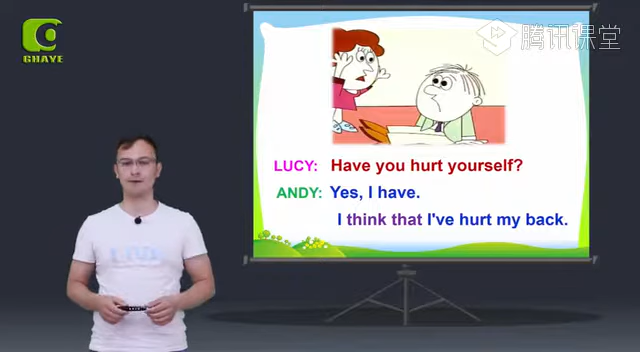 GHAYE
腾讯课堂
LUCY: Have you hurt yourself?
ANDY: Yes, I have.
I think that I've hurt my back.